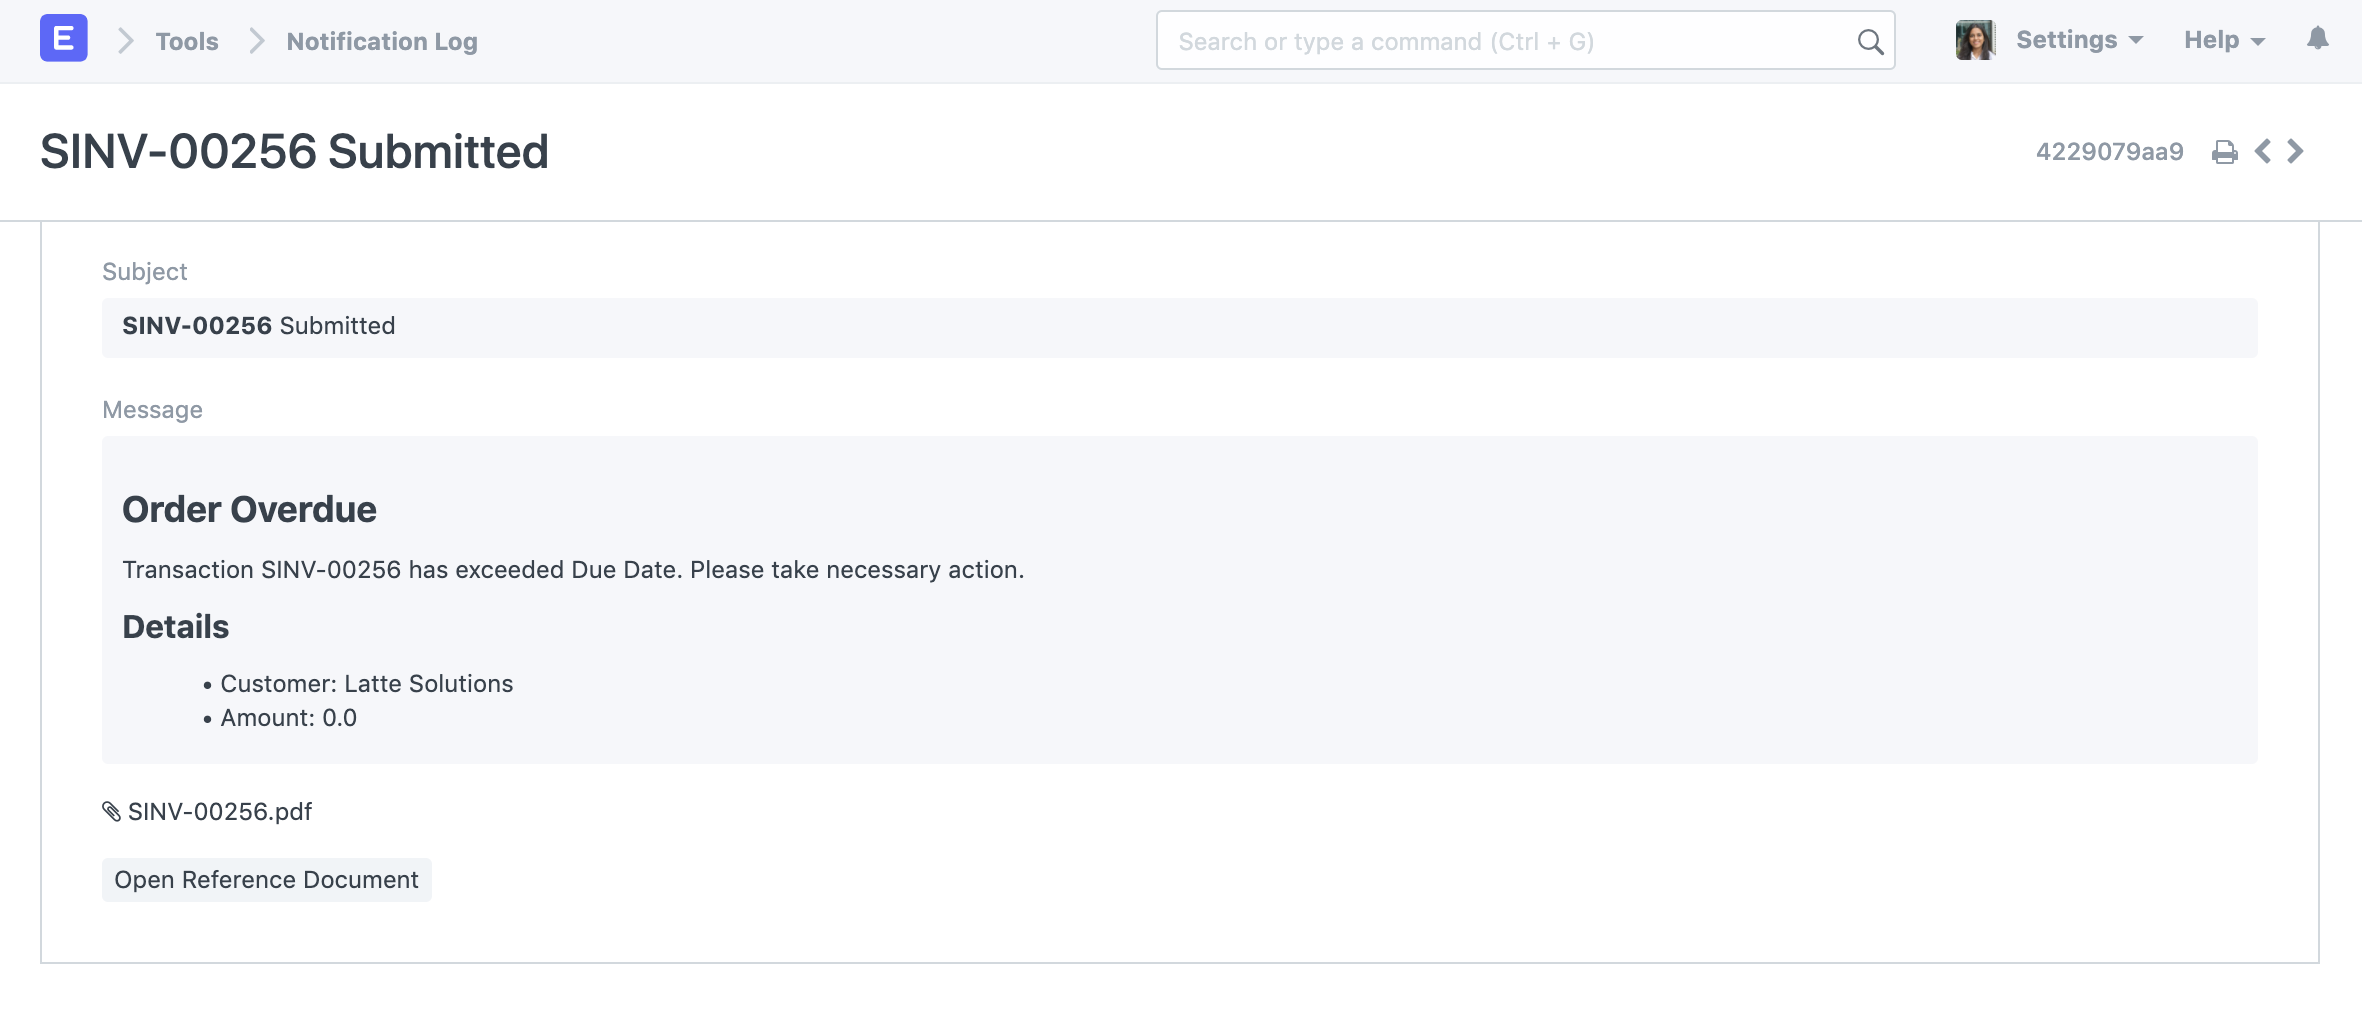 E Tools Notification Log Search or type a command (Ctrl + G) Settings Help
SINV-00256 Submitted 4229079aa9
Subject
SINV-00256 Submitted
Message
Order Overdue
Transaction SINV-00256 has exceeded Due Date. Please take necessary action.
Details
• Customer: Latte Solutions
• Amount: 0.0
SINV-00256.pdf
Open Reference Document